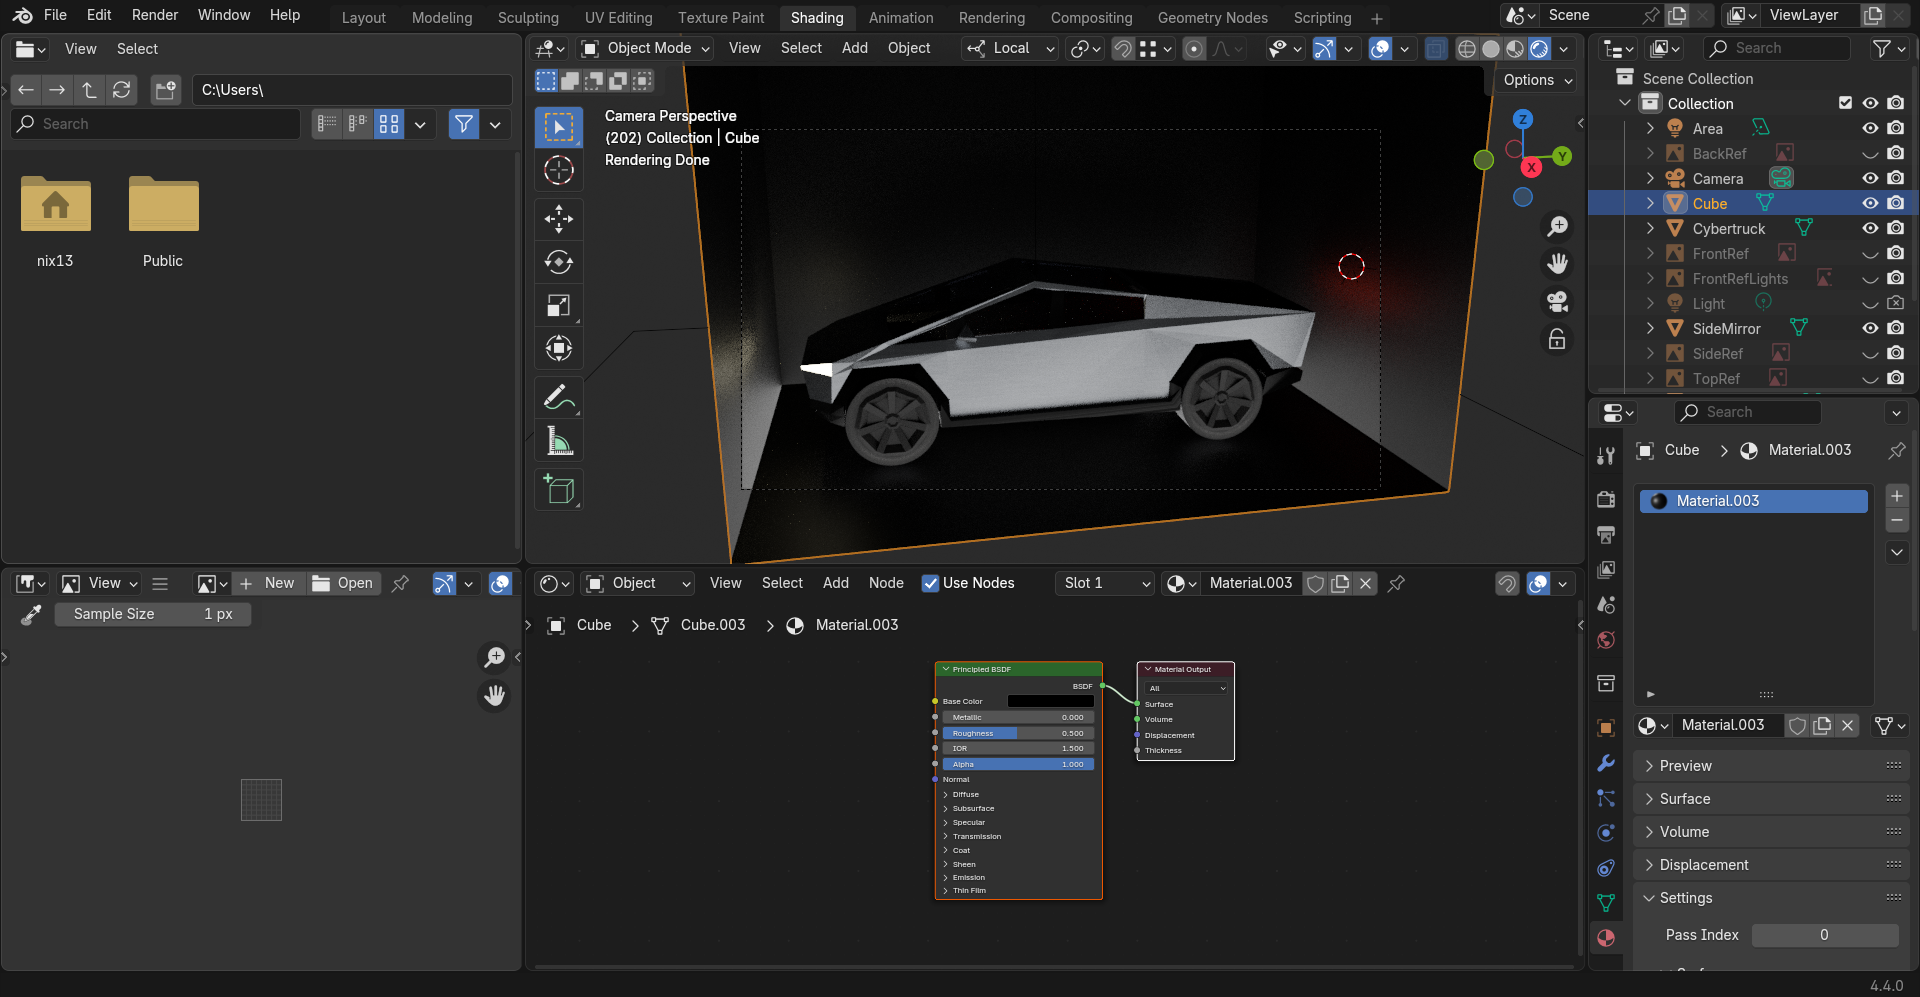 File Edit Render Window Help
Layout Modeling Sculpting UV Editing Texture Paint Shading Animation Rendering Compositing Geometry Nodes Scripting
Scene ViewLayer
View Select
C:\Users\
Search
nix13 Public
Object Mode View Select Add Object Local
Options
Camera Perspective
(202) Collection | Cube
Rendering Done
Z
Y
X
Search
Scene Collection
Collection
Area
BackRef
Camera
Cube
Cybertruck
FrontRef
FrontRefLights
Light
SideMirror
SideRef
TopRef
Search
Cube Material.003
Material.003
Material.003
Preview
Surface
Volume
Displacement
Settings
Pass Index 0
View New Open
Sample Size 1 px
Object View Select Add Node Use Nodes Slot 1 Material.003
Cube Cube.003 Material.003
Principled BSDF
BSDF
Base Color
Metallic 0.000
Roughness 0.500
IOR 1.500
Alpha 1.000
Normal
Diffuse
Subsurface
Specular
Transmission
Coat
Sheen
Emission
Thin Film
Material Output
All
Surface
Volume
Displacement
Thickness
4.4.0